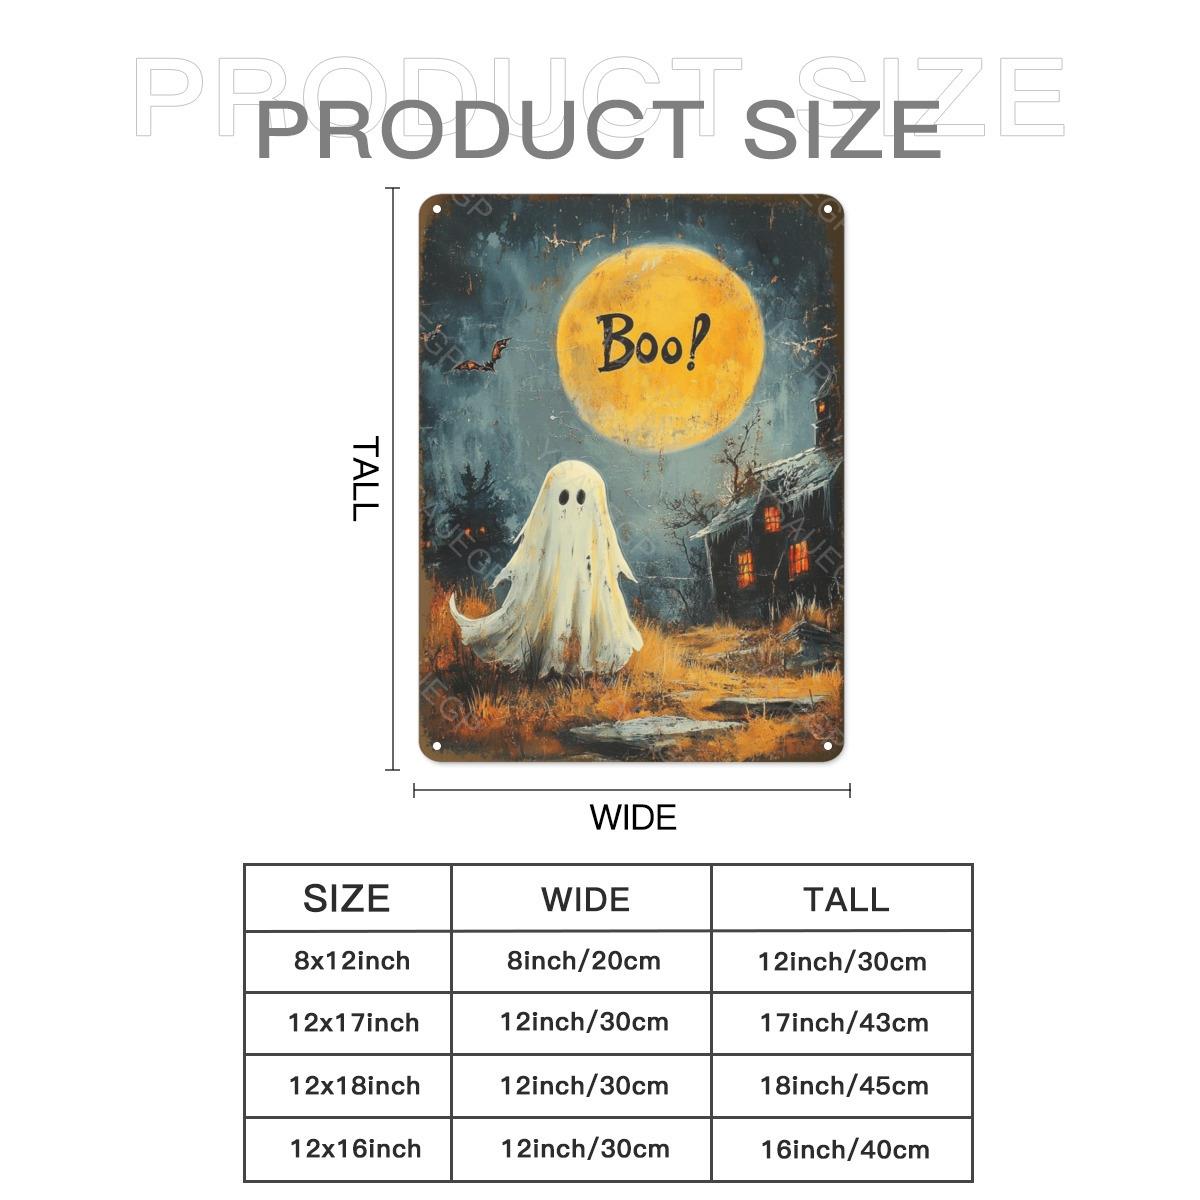 PRODUCT SIZE
PRODUCT SIZE
Boo!
TALL
WIDE
SIZE WIDE TALL
8x12inch 8inch/20cm 12inch/30cm
12x17inch 12inch/30cm 17inch/43cm
12x18inch 12inch/30cm 18inch/45cm
12x16inch 12inch/30cm 16inch/40cm